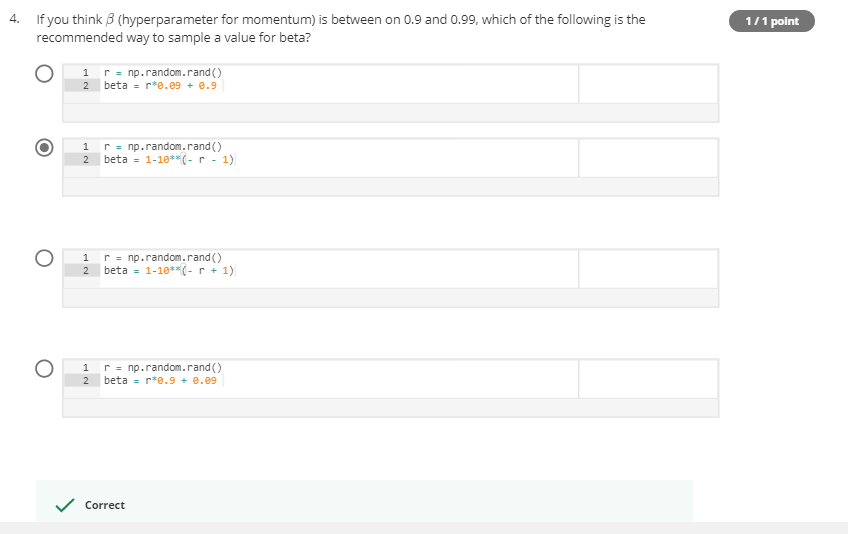 4. If you think β (hyperparameter for momentum) is between on 0.9 and 0.99, which of the following is the
recommended way to sample a value for beta?
1 / 1 point
1 r = np.random.rand()
2 beta = r*0.09 + 0.9
1 r = np.random.rand()
2 beta = 1-10**(- r - 1)
1 r = np.random.rand()
2 beta = 1-10**(- r + 1)
1 r = np.random.rand()
2 beta = r*0.9 + 0.09
Correct